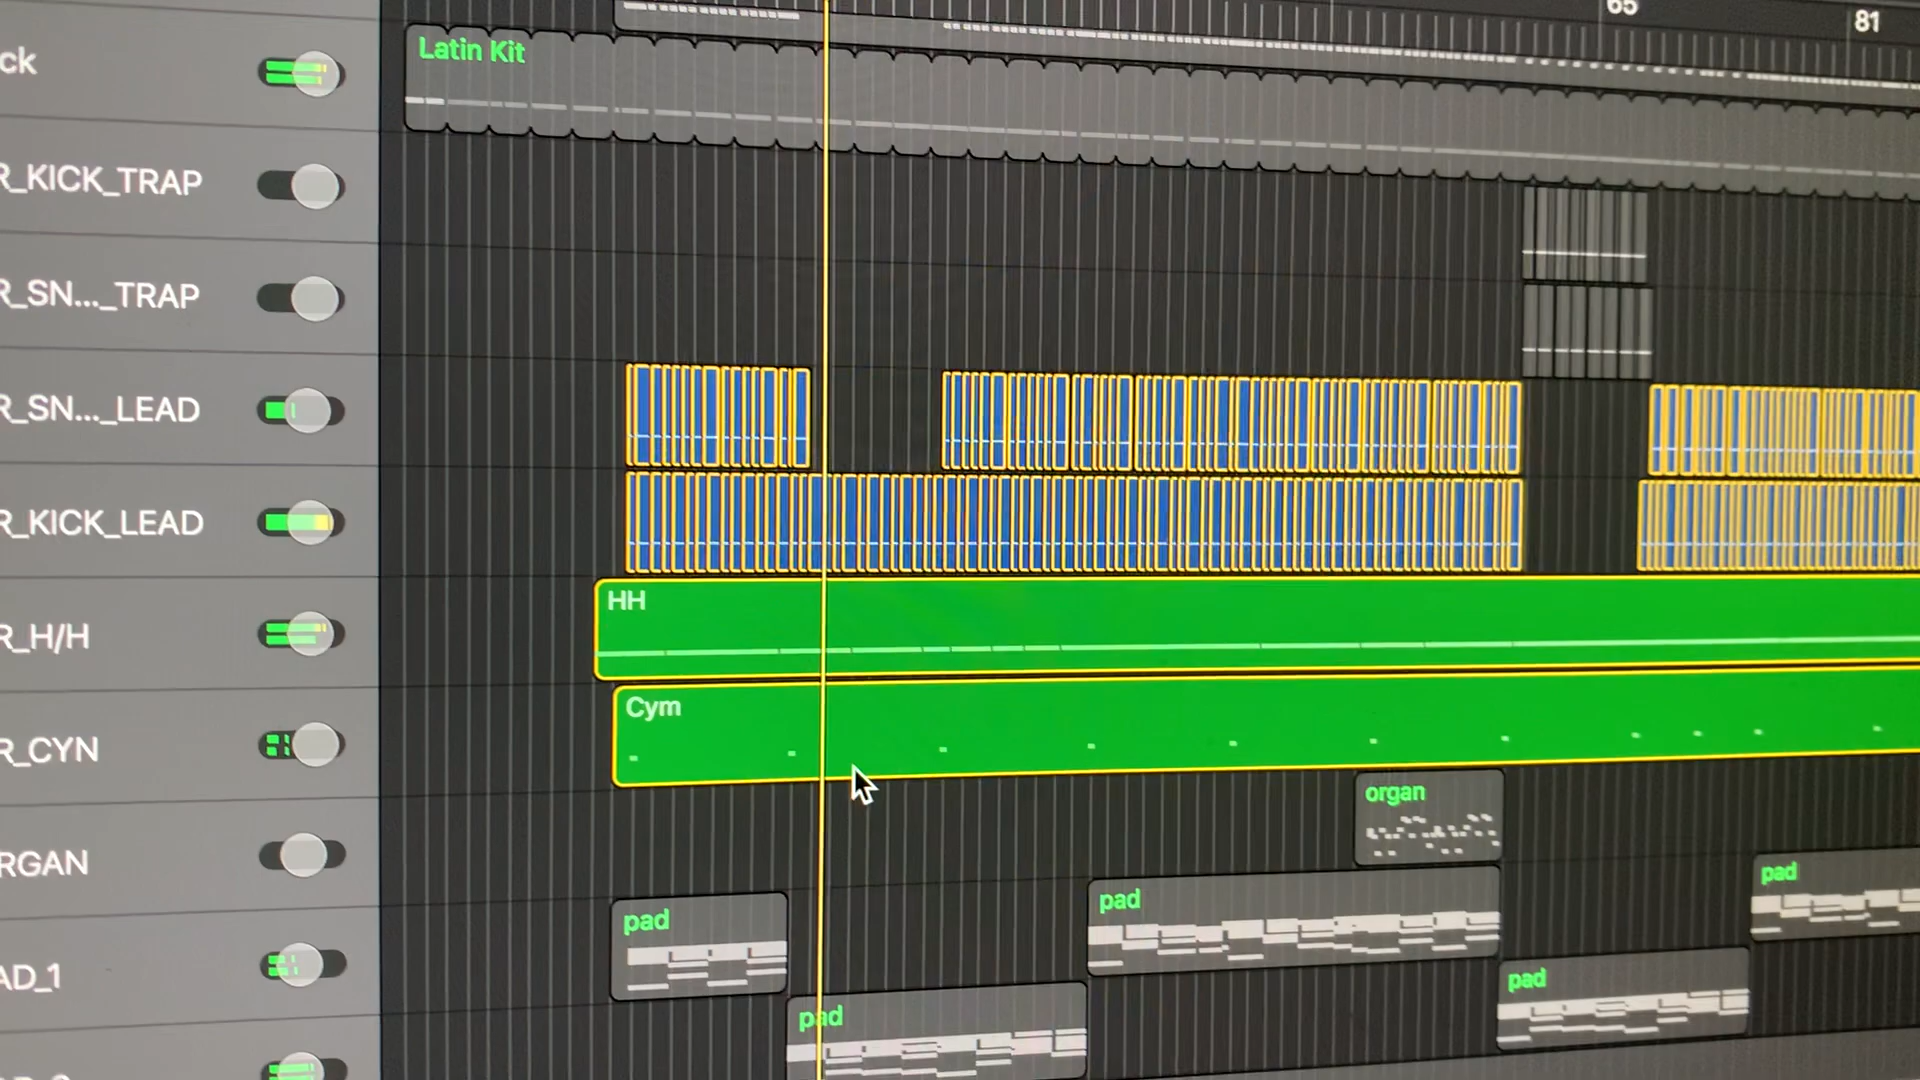 65
81
ck
Latin Kit
R_KICK_TRAP
R_SN..._TRAP
R_SN..._LEAD
R_KICK_LEAD
HH
R_H/H
Cym
R_CYN
organ
RGAN
pad
pad
pad
AD_1
pad
pad